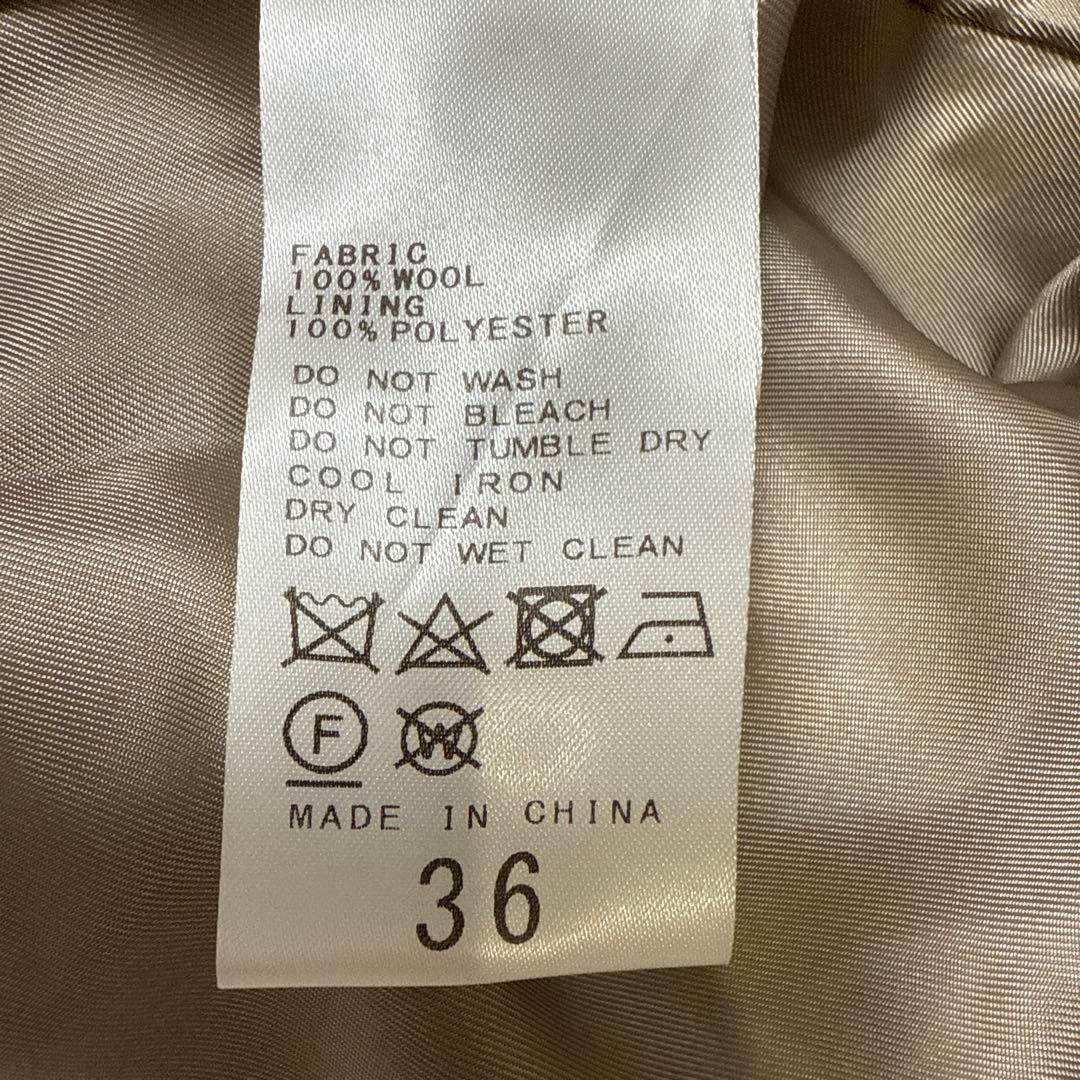 FABRIC
100% WOOL
LINING
100% POLYESTER
DO NOT WASH
DO NOT BLEACH
DO NOT TUMBLE DRY
COOL IRON
DRY CLEAN
DO NOT WET CLEAN
F W
MADE IN CHINA
36